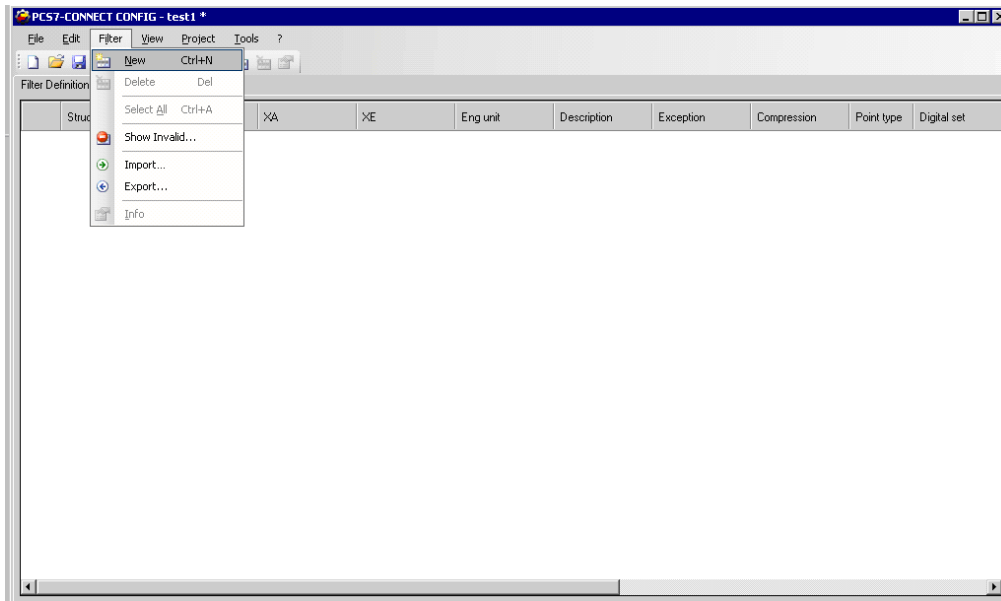 PCS7-CONNECT CONFIG - test1 *
File Edit Filter View Project Tools ?
New Ctrl+N
Delete Del
Filter Definition
Select All Ctrl+A
XA XE Eng unit Description Exception Compression Point type Digital set
Show Invalid...
Import...
Export...
Info